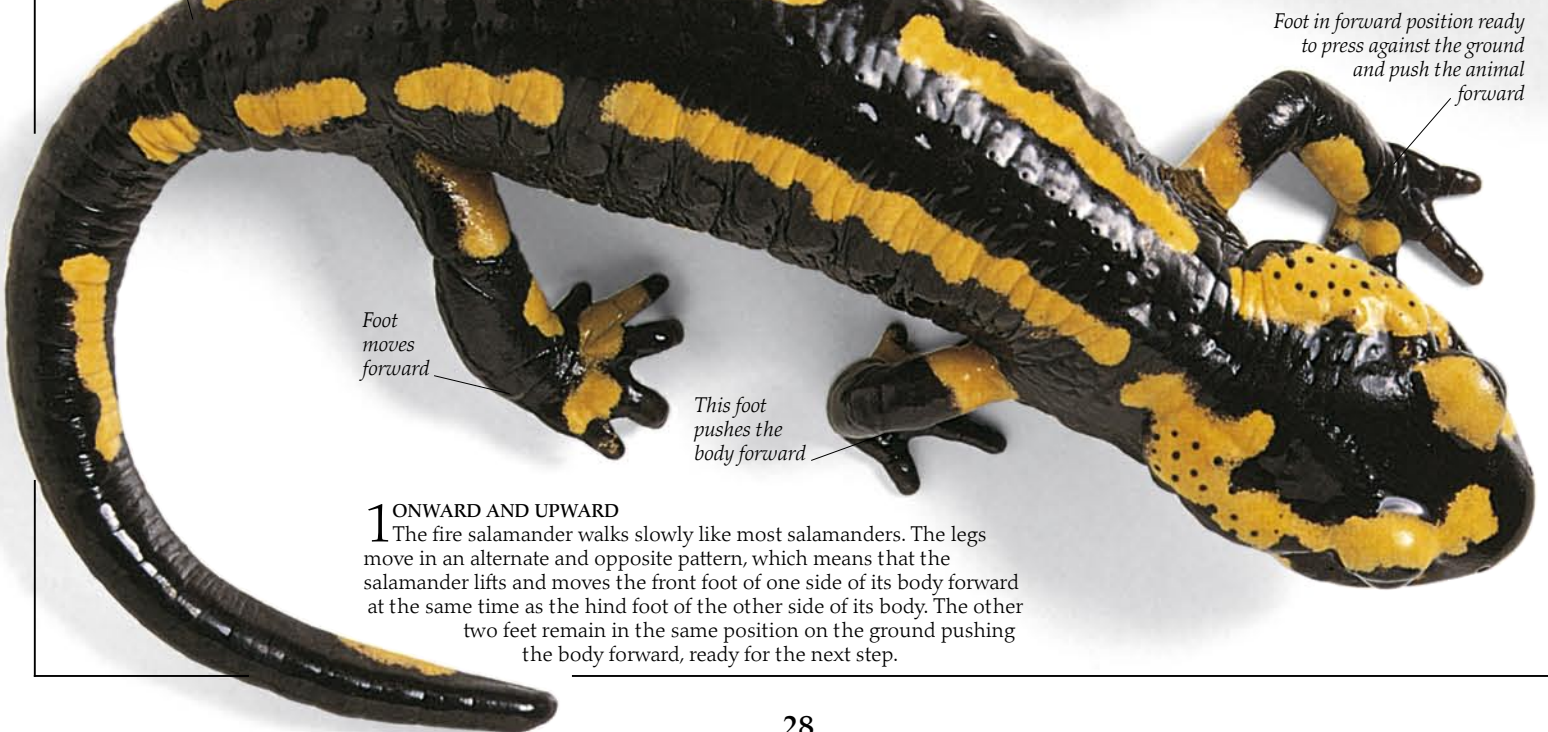 Foot in forward position ready
to press against the ground
and push the animal
forward
Foot
moves
forward
This foot
pushes the
body forward
1 ONWARD AND UPWARD
The fire salamander walks slowly like most salamanders. The legs
move in an alternate and opposite pattern, which means that the
salamander lifts and moves the front foot of one side of its body forward
at the same time as the hind foot of the other side of its body. The other
two feet remain in the same position on the ground pushing
the body forward, ready for the next step.
28